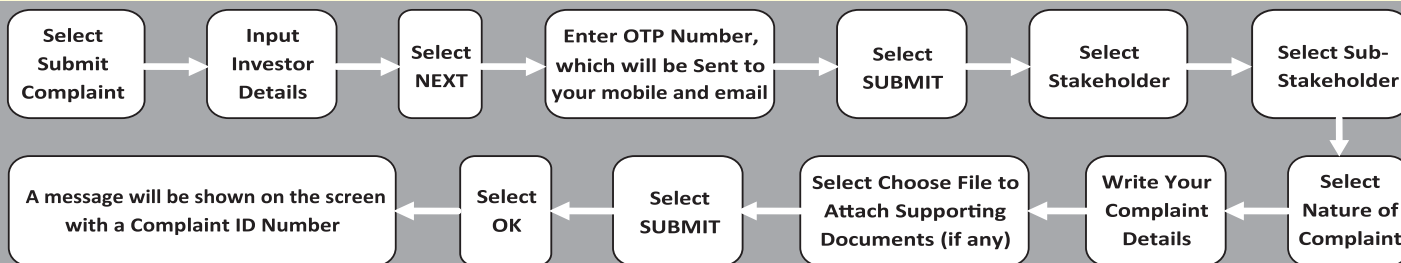 Select
Submit
Complaint
Input
Investor
Details
Select
NEXT
Enter OTP Number,
which will be Sent to
your mobile and email
Select
SUBMIT
Select
Stakeholder
Select Sub-
Stakeholder
Select
Nature of
Complaint
Write Your
Complaint
Details
Select Choose File to
Attach Supporting
Documents (if any)
Select
SUBMIT
Select
OK
A message will be shown on the screen
with a Complaint ID Number